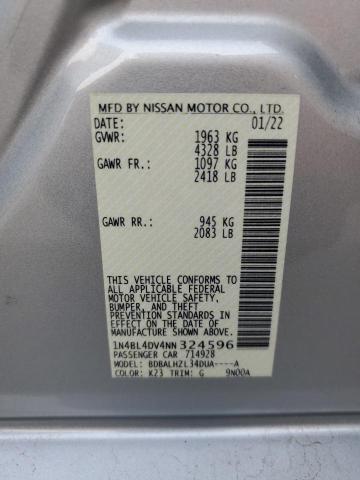 MFD BY NISSAN MOTOR CO., LTD.
DATE: 01/22
GVWR: 1963 KG
4328 LB
GAWR FR.: 1097 KG
2418 LB
GAWR RR.: 945 KG
2083 LB
THIS VEHICLE CONFORMS TO
ALL APPLICABLE FEDERAL
MOTOR VEHICLE SAFETY,
BUMPER, AND THEFT
PREVENTION STANDARDS IN
EFFECT ON THE DATE OF
MANUFACTURE SHOWN ABOVE.
1N4BL4DV4NN324596
PASSENGER CAR 714928
MODEL: BDBALHZL34DUA----A
COLOR: K23 TRIM: G 9N00A